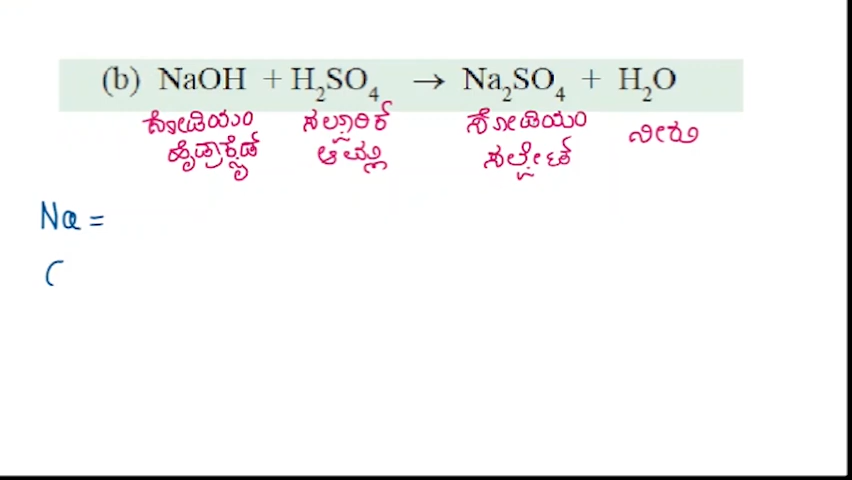 (b) NaOH + H₂SO₄ → Na₂SO₄ + H₂O
ಸೋಡಿಯಂ ಸಲ್ಫ್ಯೂರಿಕ್ ಸೋಡಿಯಂ ನೀರು
ಹೈಡ್ರಾಕ್ಸೈಡ್ ಆಮ್ಲ ಸಲ್ಫೇಟ್
Na =